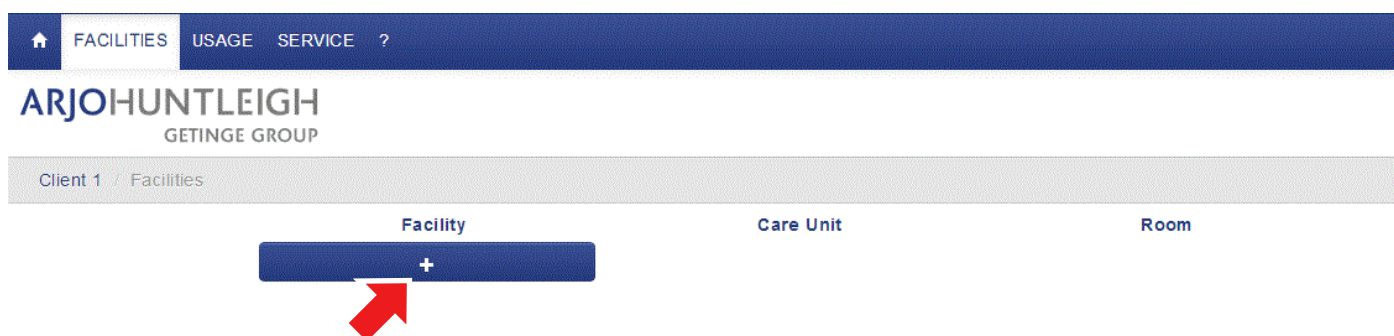 FACILITIES USAGE SERVICE ?
ARJOHUNTLEIGH
GETINGE GROUP
Client 1 / Facilities
Facility Care Unit Room
+